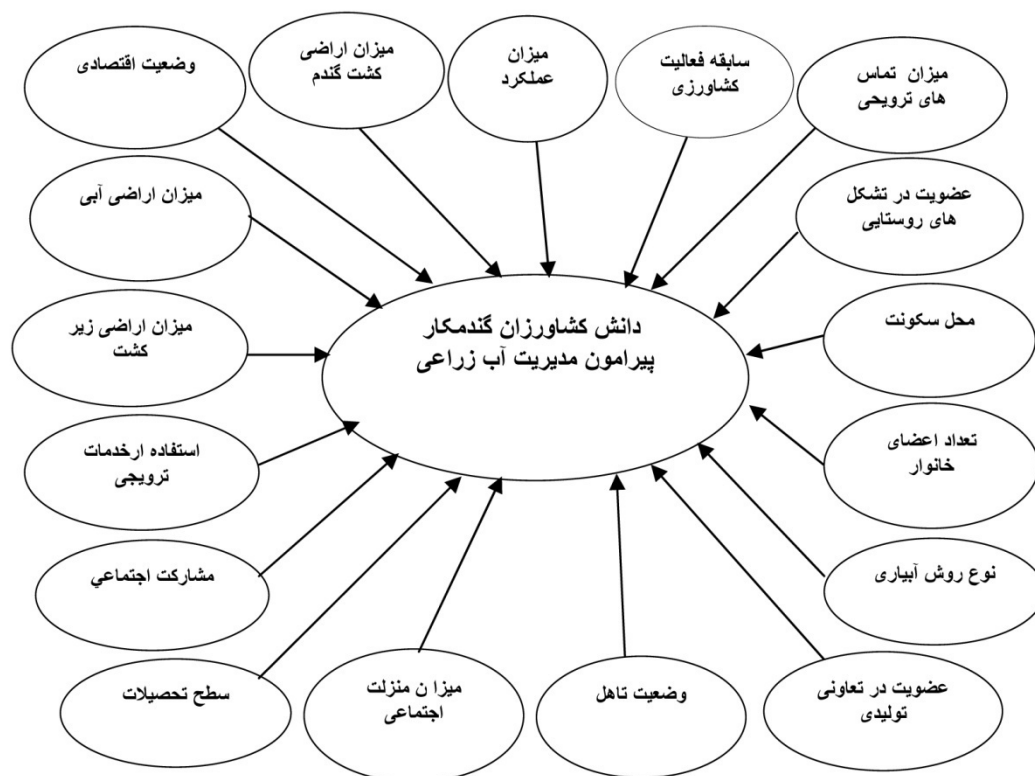 میزان تماس
های ترویحی
سابقه فعالیت
کشاورزی
میزان
عملکرد
میزان اراضی
کشت گندم
وضعیت اقتصادی
عضویت در تشکل
های روستایی
میزان اراضی آبی
دانش کشاورزان گندمکار
پیرامون مدیریت آب زراعی
محل سکونت
میزان اراضی زیر
کشت
تعداد اعضای
خانوار
استفاده ارخدمات
ترویجی
نوع روش آبیاری
مشارکت اجتماعي
عضویت در تعاونی
تولیدی
وضعیت تاهل
میزا ن منزلت
اجتماعی
سطح تحصیلات